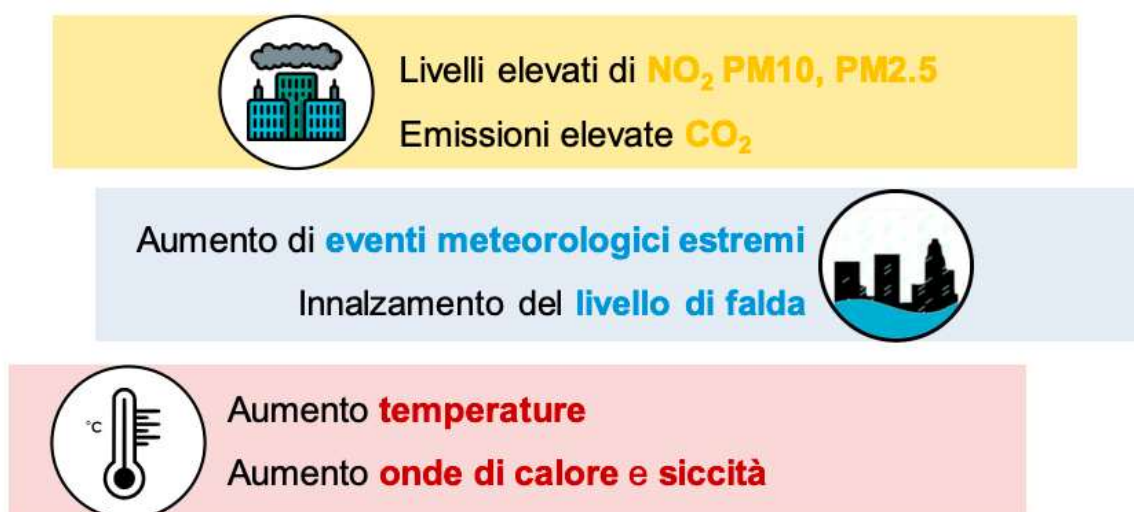 Livelli elevati di NO₂ PM10, PM2.5
Emissioni elevate CO₂
Aumento di eventi meteorologici estremi
Innalzamento del livello di falda
°C
Aumento temperature
Aumento onde di calore e siccità